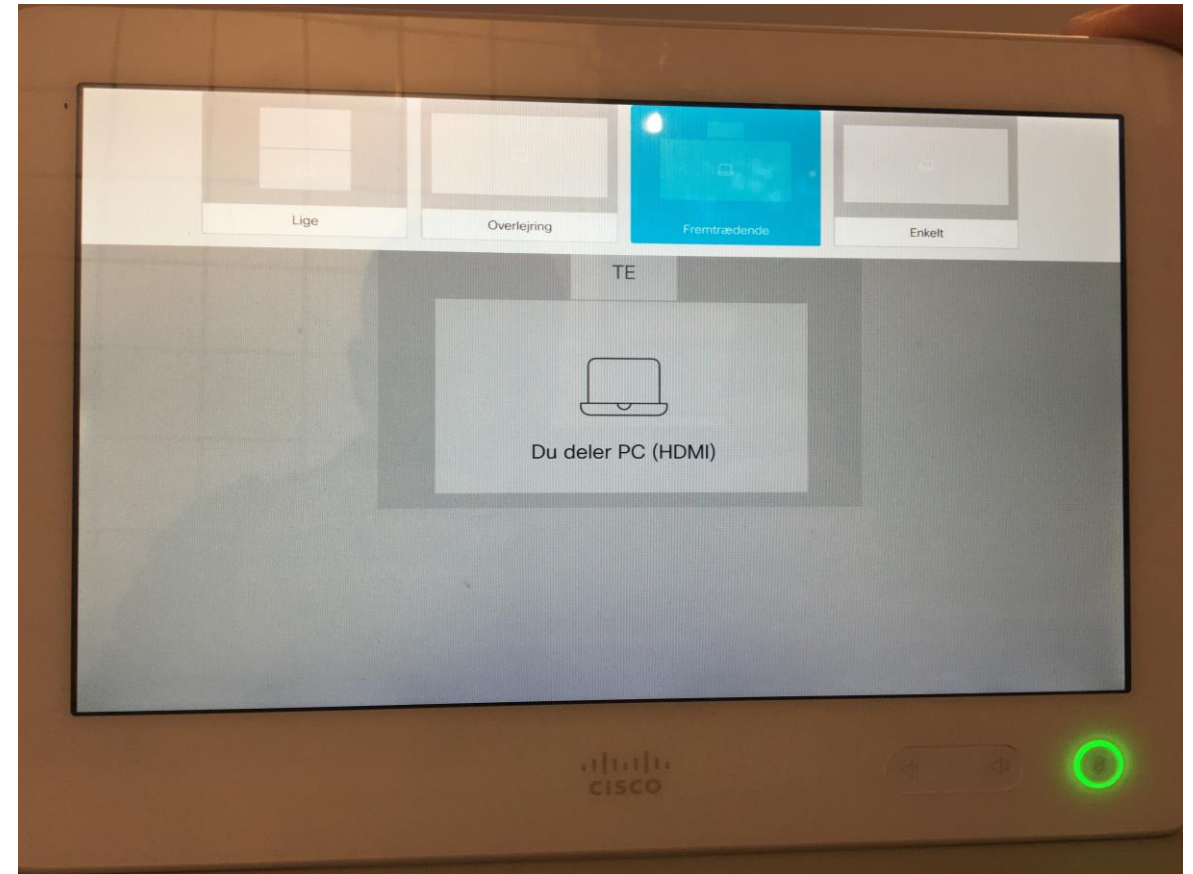 Lige
Overlejring
Fremtrædende
Enkelt
TE
Du deler PC (HDMI)
CISCO